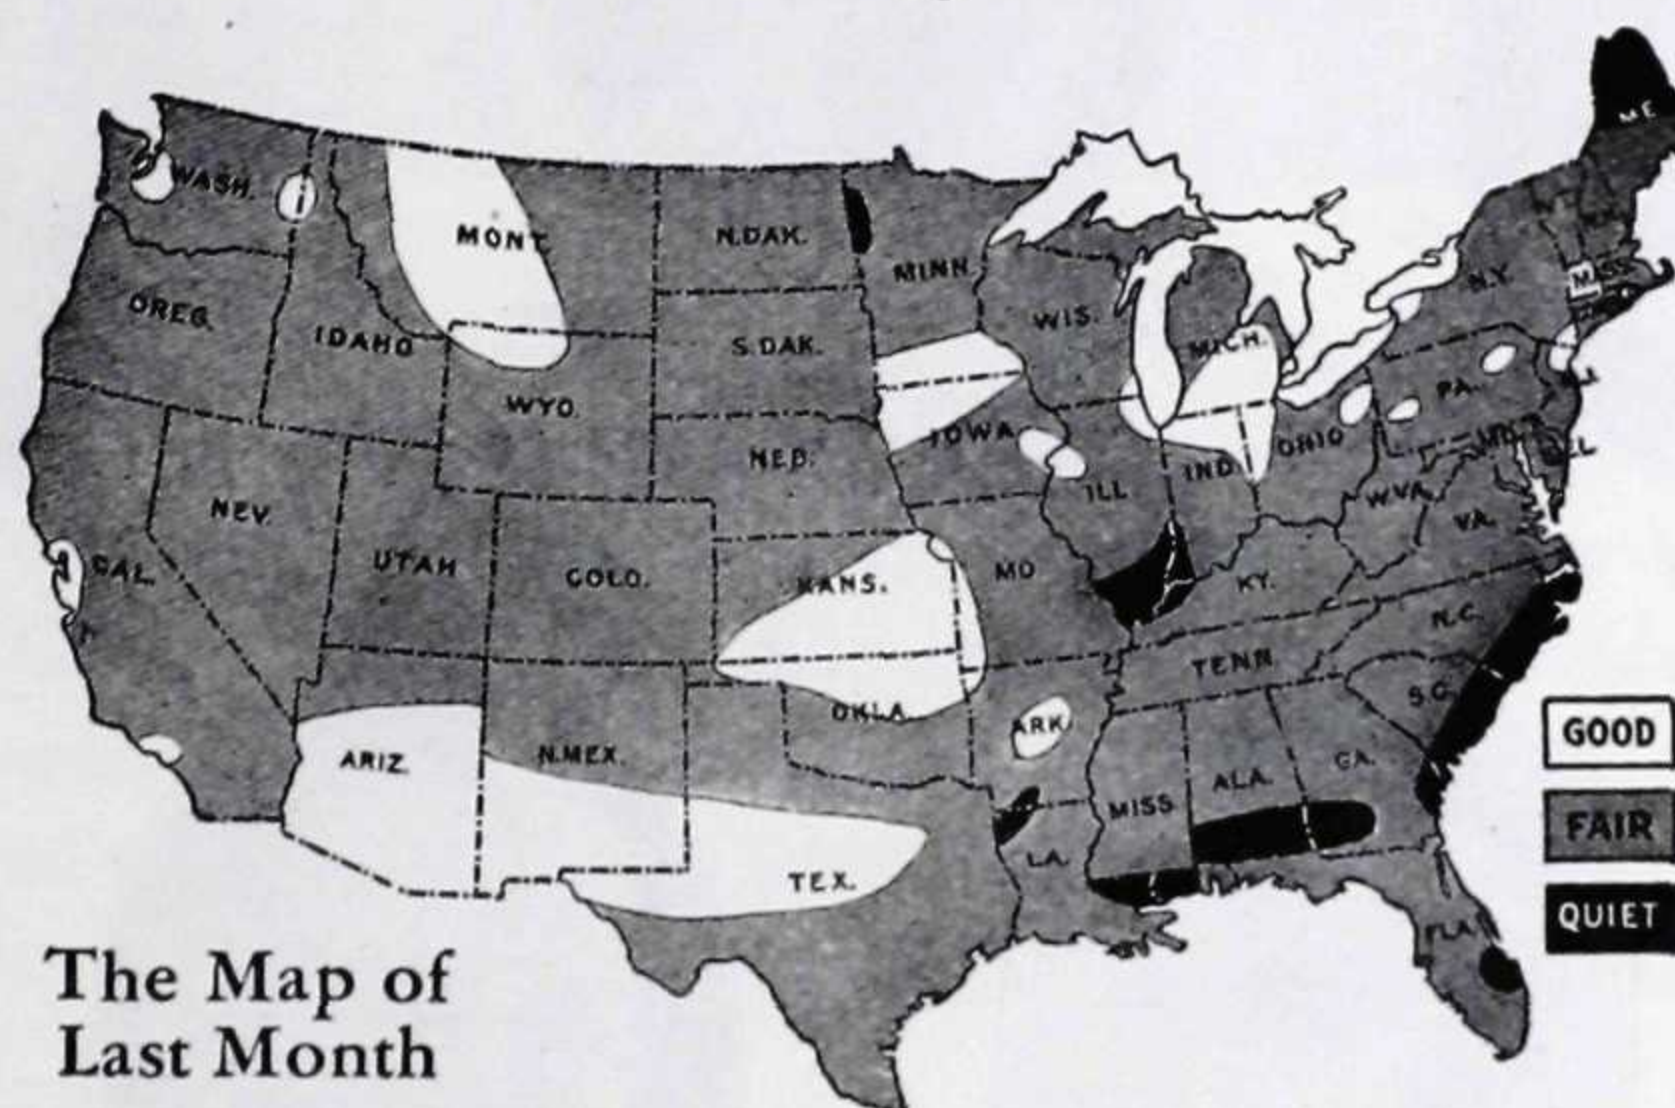 ME
WASH.
MONT.
N.DAK.
MINN.
OREG.
IDAHO
S.DAK.
WIS.
MICH.
N.Y.
MASS.
WYO.
NEB.
IOWA
ILL.
IND.
OHIO
PA.
MD.
DEL
W.VA.
VA.
NEV.
CAL.
UTAH
COLO.
KANS.
MO
KY.
N.C.
TENN.
S.C.
ARIZ.
N.MEX.
OKLA.
ARK.
TEX.
LA.
MISS.
ALA.
GA.
FLA.
GOOD
FAIR
QUIET
The Map of
Last Month